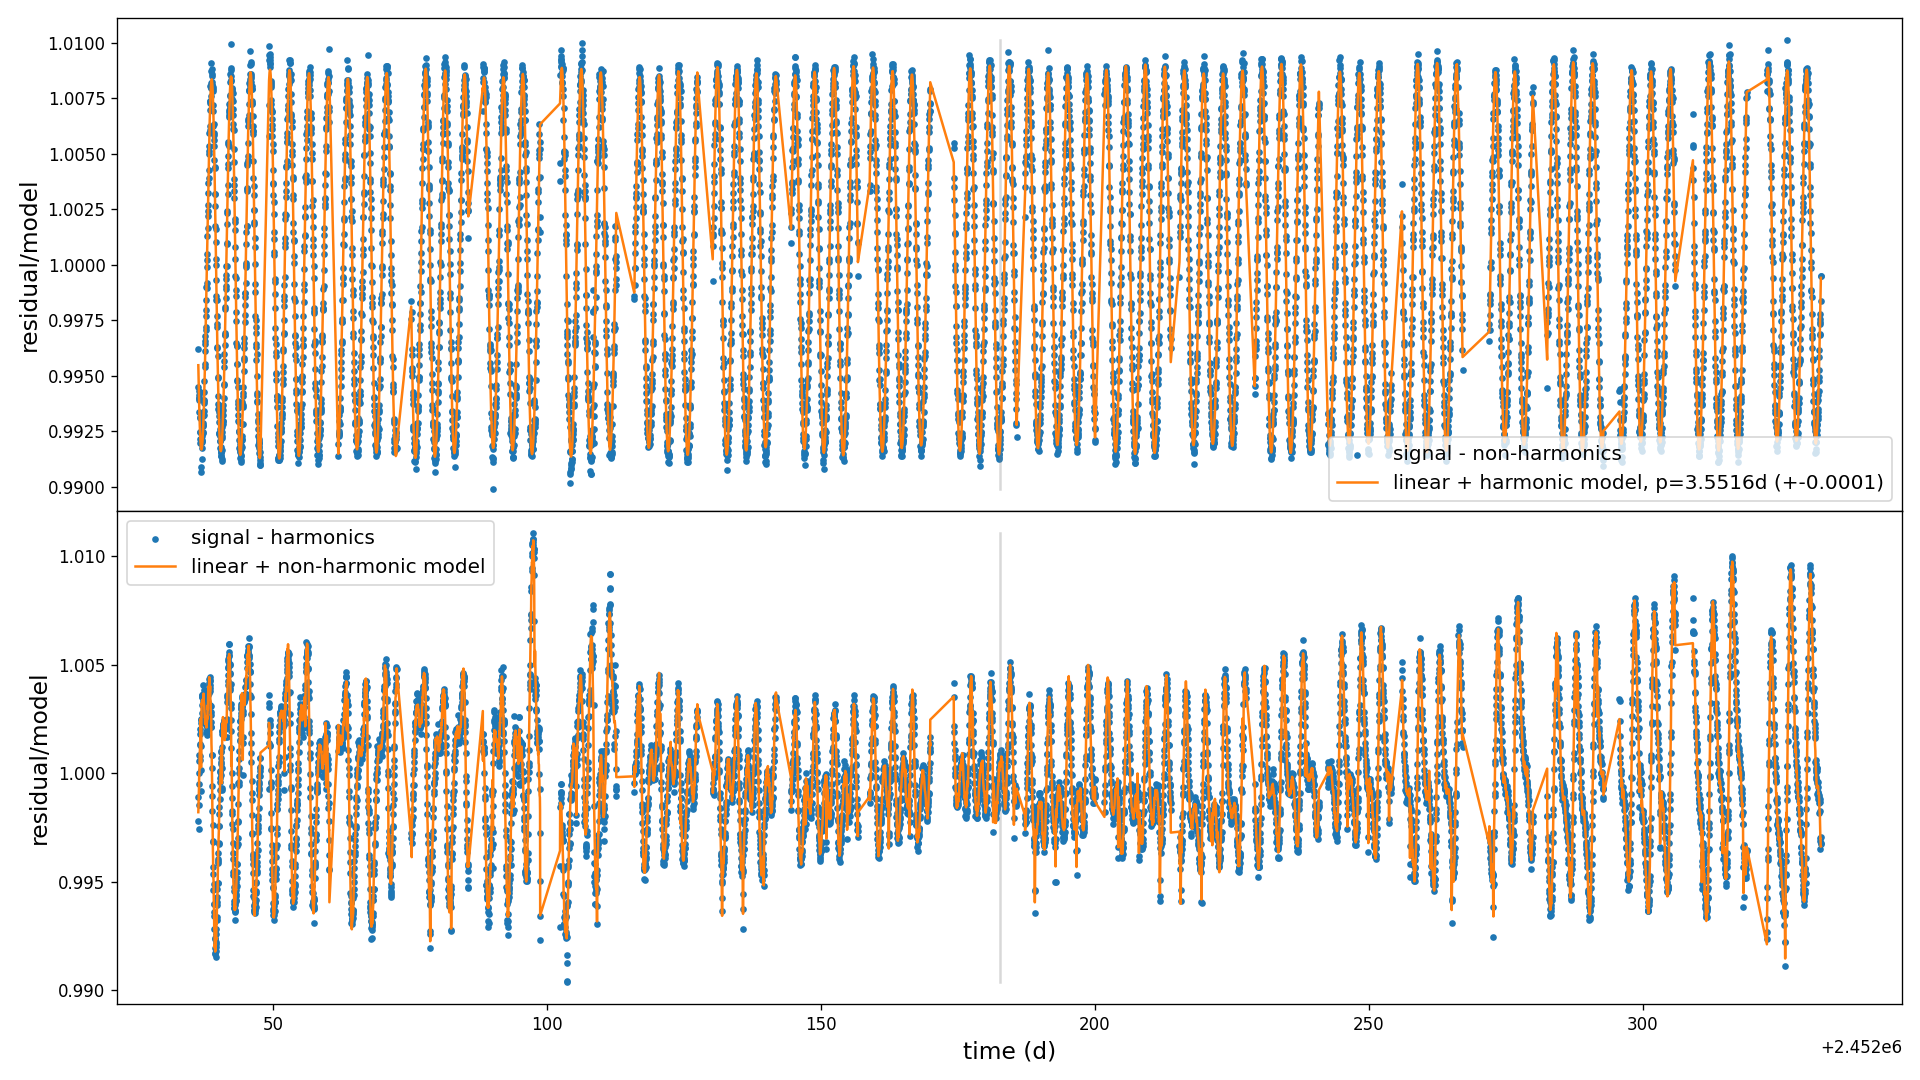 1.0100
1.0075
1.0050
1.0025
1.0000
0.9975
0.9950
0.9925
0.9900
residual/model
signal - non-harmonics
linear + harmonic model, p=3.5516d (+-0.0001)
signal - harmonics
linear + non-harmonic model
1.010
1.005
1.000
0.995
0.990
residual/model
50 100 150 200 250 300
time (d)
+2.452e6